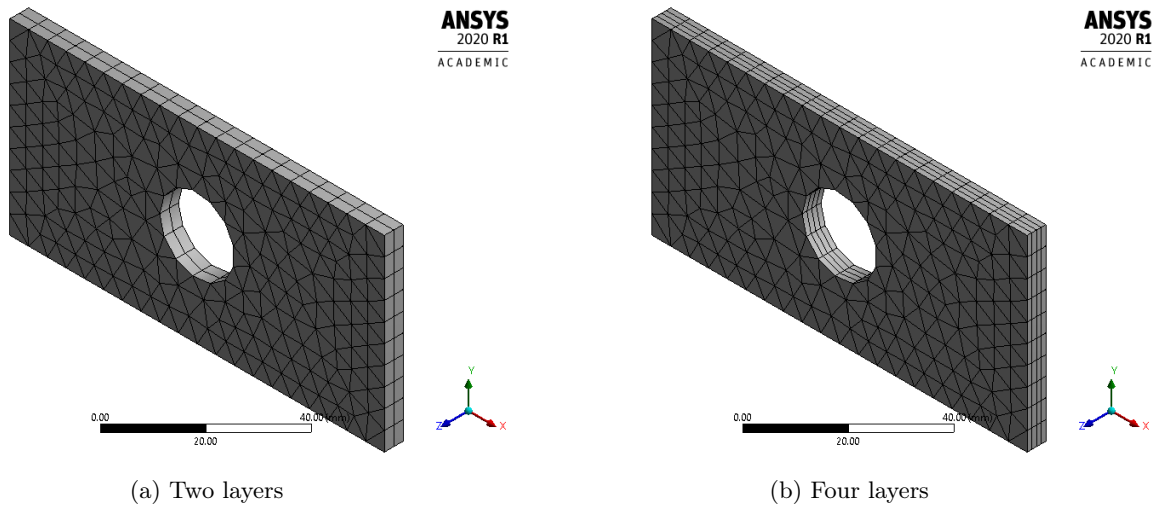 ANSYS
2020 R1
ACADEMIC
0.00
40.00 (mm)
20.00
Y
Z
X
(a) Two layers
ANSYS
2020 R1
ACADEMIC
0.00
40.00 (mm)
20.00
Y
Z
X
(b) Four layers